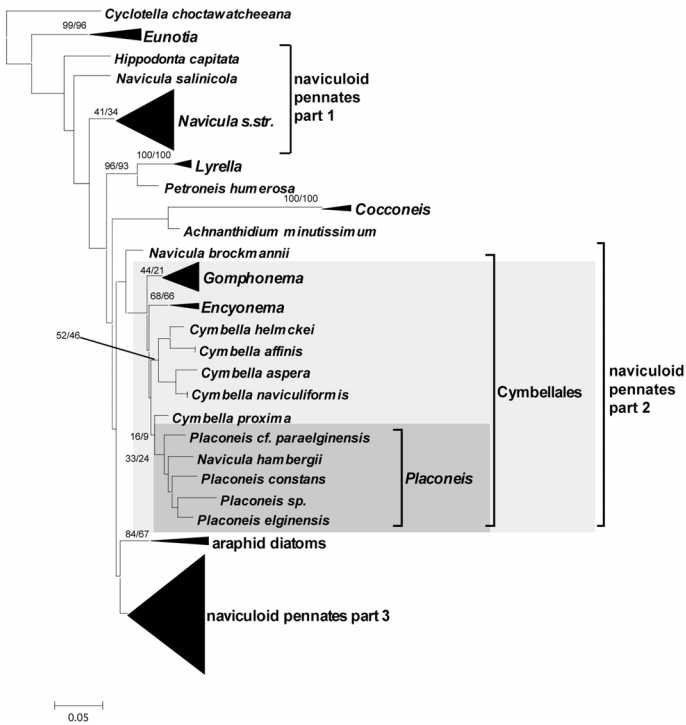 Cyclotella choctawatcheeana
99/96
Eunotia
Hippodonta capitata
Navicula salinicola
naviculoid
pennates
part 1
41/34
Navicula s.str.
100/100
96/93
Lyrella
Petroneis humerosa
100/100
Cocconeis
Achnanthidium minutissimum
Navicula brockmannii
44/21
Gomphonema
68/66
Encyonema
Cymbella helmckei
52/46
Cymbella affinis
Cymbella aspera
Cymbella naviculiformis
Cymbellales
naviculoid
pennates
part 2
Cymbella proxima
16/9
Placoneis cf. paraelginensis
33/24
Navicula hambergii
Placoneis constans
Placoneis
Placoneis sp.
Placoneis elginensis
84/67
araphid diatoms
naviculoid pennates part 3
0.05